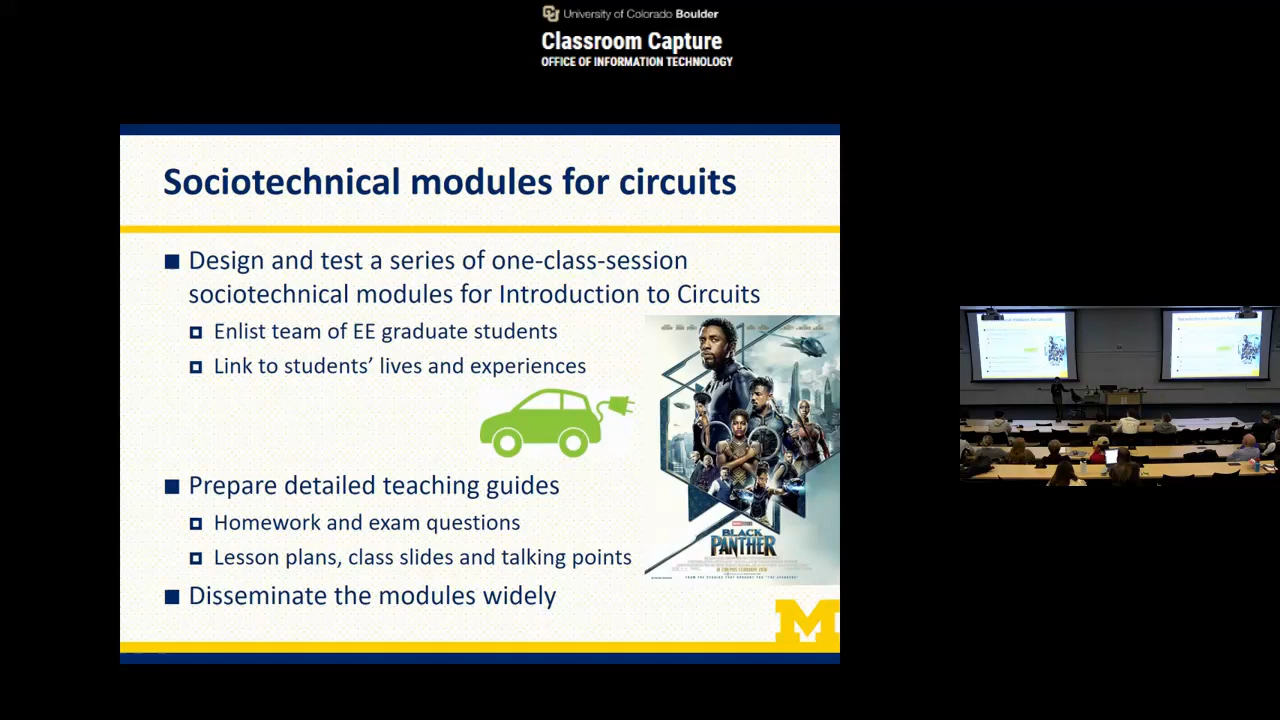 University of Colorado Boulder
Classroom Capture
OFFICE OF INFORMATION TECHNOLOGY
Sociotechnical modules for circuits
Design and test a series of one-class-session
sociotechnical modules for Introduction to Circuits
Enlist team of EE graduate students
Link to students’ lives and experiences
Prepare detailed teaching guides
Homework and exam questions
Lesson plans, class slides and talking points
Disseminate the modules widely
BLACK
PANTHER
M